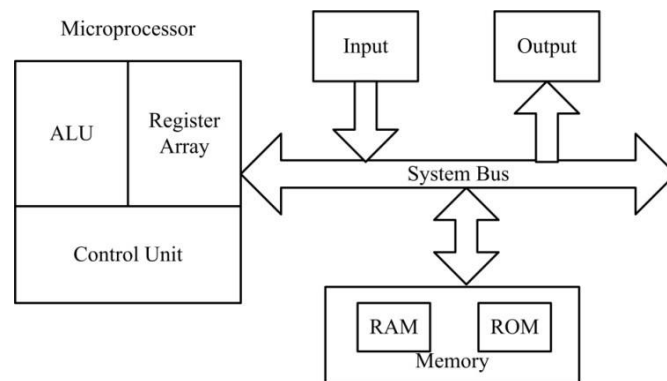 Microprocessor
Input
Output
ALU
Register
Array
System Bus
Control Unit
RAM
ROM
Memory